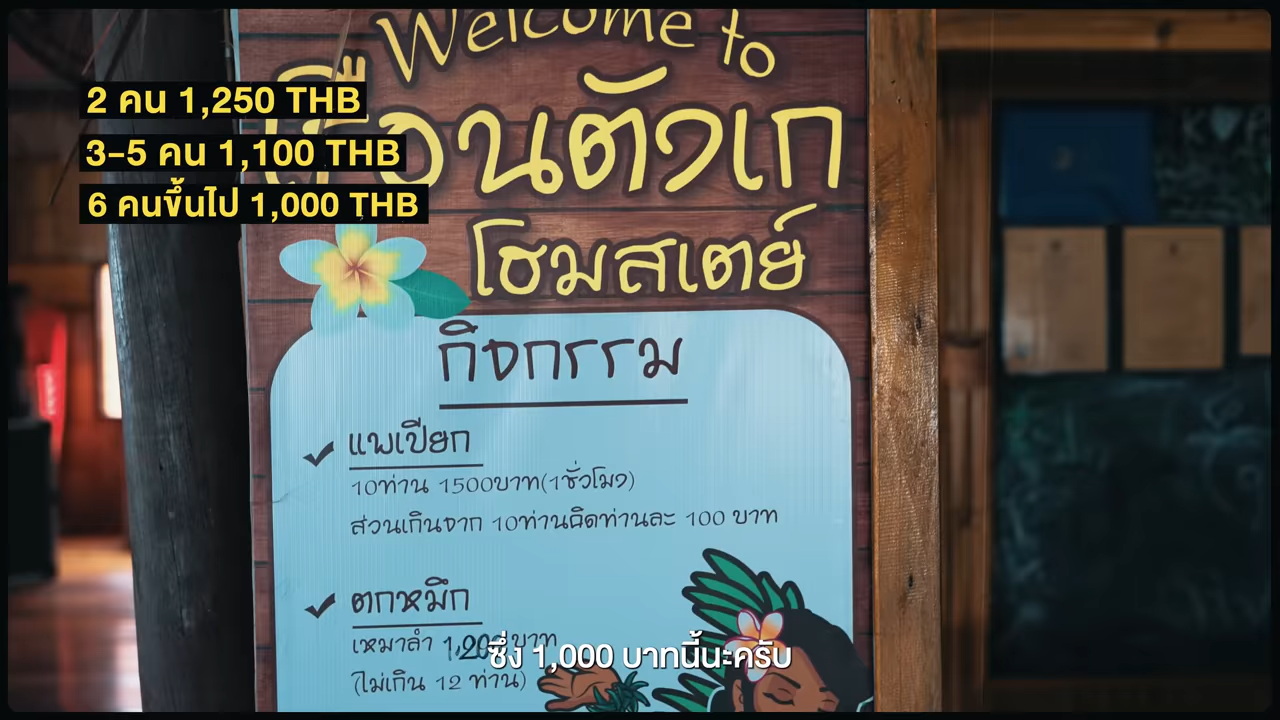 2 คน 1,250 THB
3-5 คน 1,100 THB
6 คนขึ้นไป 1,000 THB
Welcome to
เรือนตังเก
โฮมสเตย์
กิจกรรม
แพเปียก
10ท่าน 1500บาท(1ชั่วโมง)
ส่วนเกินจาก 10ท่านคิดท่านละ 100 บาท
ตกหมึก
เหมาลำ บาท
(ไม่เกิน 12 ท่าน)
ซึ่ง 1,000 บาทนี้นะครับ